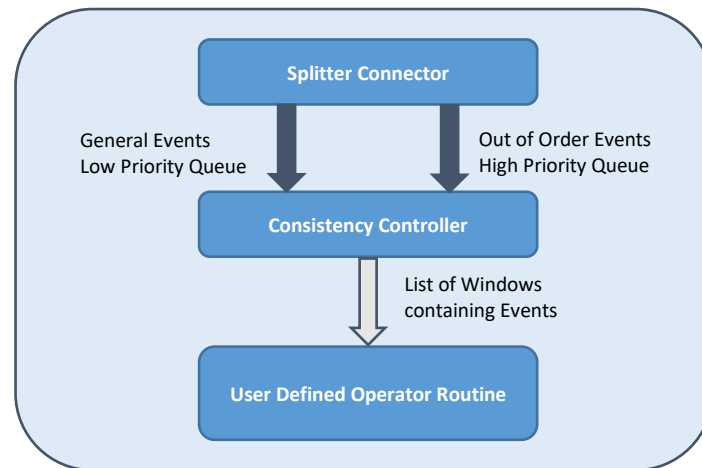 Splitter Connector
General Events
Low Priority Queue
Out of Order Events
High Priority Queue
Consistency Controller
List of Windows
containing Events
User Defined Operator Routine